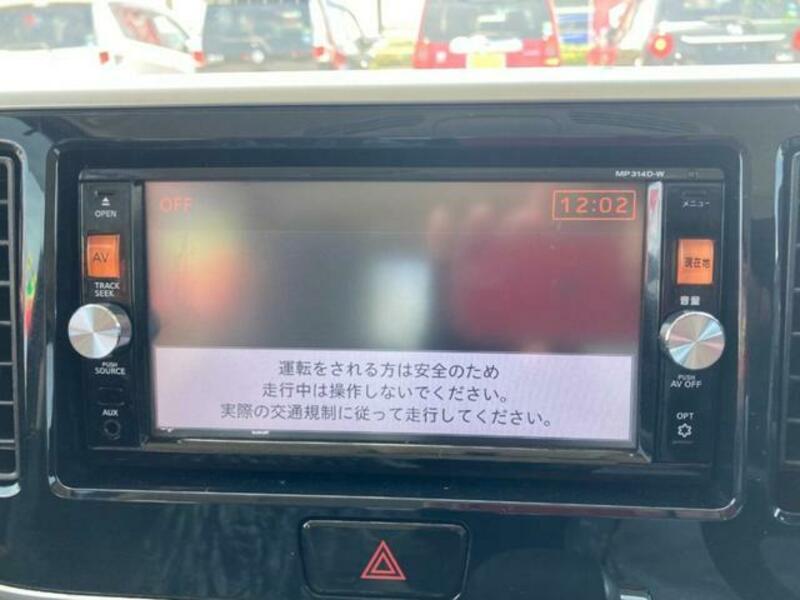 MP314D-W
OPEN
OFF
12:02
メニュー
AV
現在地
TRACK
SEEK
音量
PUSH
SOURCE
PUSH
AV OFF
AUX
OPT
運転をされる方は安全のため
走行中は操作しないでください。
実際の交通規制に従って走行してください。